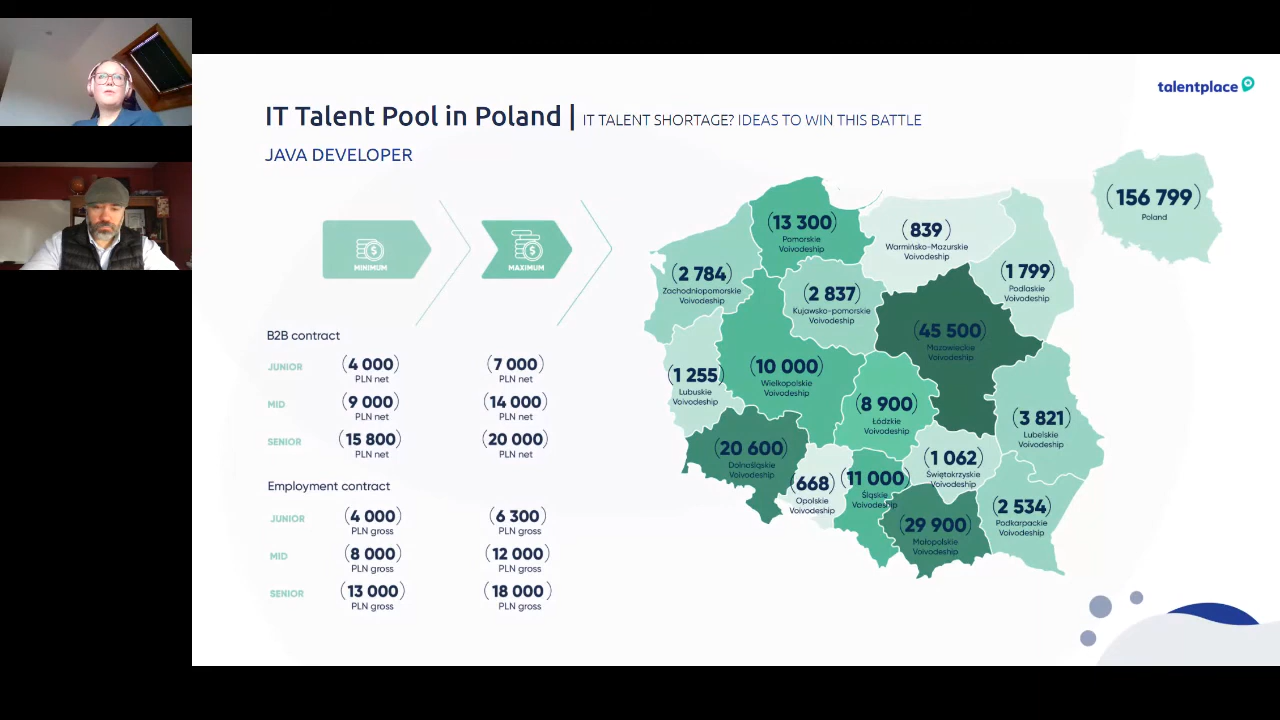 talentplace
IT Talent Pool in Poland | IT TALENT SHORTAGE? IDEAS TO WIN THIS BATTLE
JAVA DEVELOPER
MINIMUM
MAXIMUM
B2B contract
JUNIOR
(4 000)
PLN net
(7 000)
PLN net
MID
(9 000)
PLN net
(14 000)
PLN net
SENIOR
(15 800)
PLN net
(20 000)
PLN net
Employment contract
JUNIOR
(4 000)
PLN gross
(6 300)
PLN gross
MID
(8 000)
PLN gross
(12 000)
PLN gross
SENIOR
(13 000)
PLN gross
(18 000)
PLN gross
(156 799)
Poland
(13 300)
Pomorskie
Voivodeship
(839)
Warmińsko-Mazurskie
Voivodeship
(2 784)
Zachodniopomorskie
Voivodeship
(2 837)
Kujawsko-pomorskie
Voivodeship
(1 799)
Podlaskie
Voivodeship
(45 500)
Mazowieckie
Voivodeship
(1 255)
Lubuskie
Voivodeship
(10 000)
Wielkopolskie
Voivodeship
(8 900)
Łódzkie
Voivodeship
(3 821)
Lubelskie
Voivodeship
(20 600)
Dolnośląskie
Voivodeship
(668)
Opolskie
Voivodeship
(11 000)
Śląskie
Voivodeship
(1 062)
Świętokrzyskie
Voivodeship
(29 900)
Małopolskie
Voivodeship
(2 534)
Podkarpackie
Voivodeship